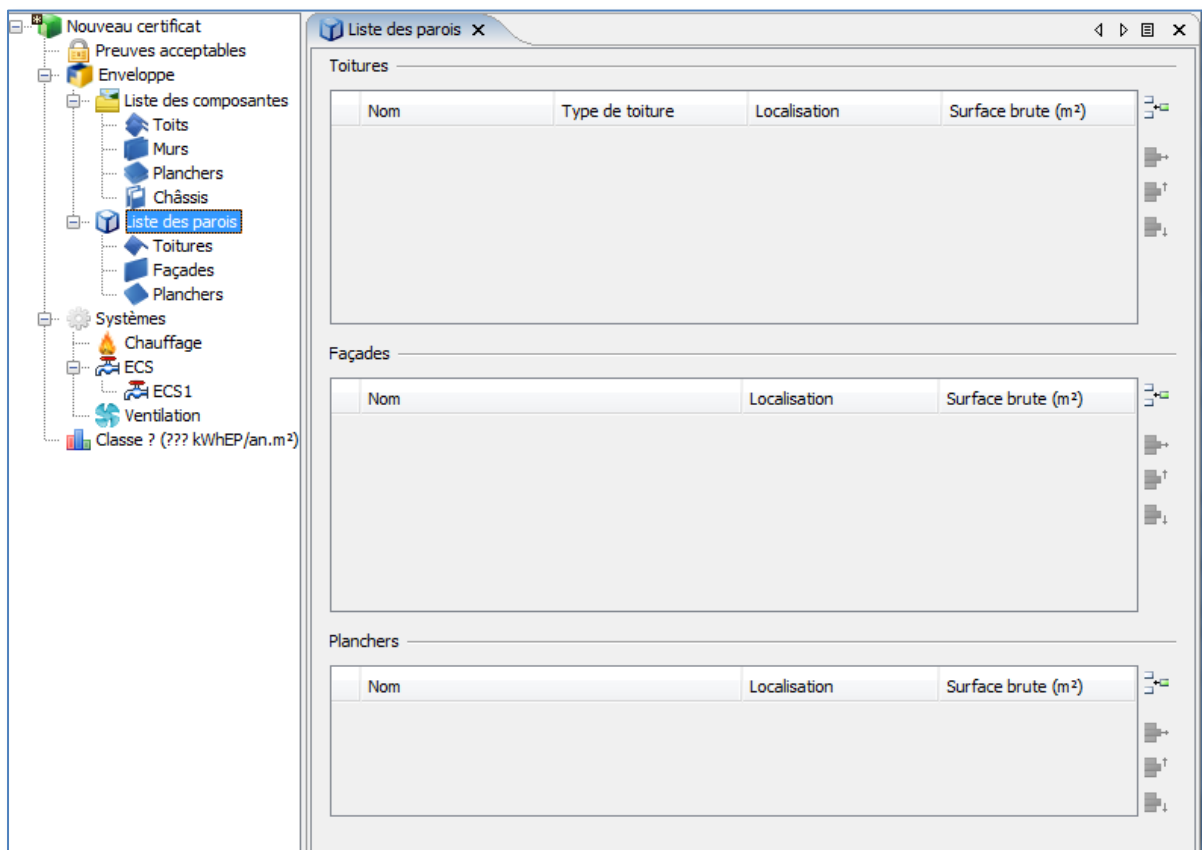 Nouveau certificat
Preuves acceptables
Enveloppe
Liste des composantes
Toits
Murs
Planchers
Châssis
Liste des parois
Toitures
Façades
Planchers
Systèmes
Chauffage
ECS
ECS1
Ventilation
Classe ? (??? kWhEP/an.m²)
Liste des parois
Toitures
Nom Type de toiture Localisation Surface brute (m²)
Façades
Nom Localisation Surface brute (m²)
Planchers
Nom Localisation Surface brute (m²)